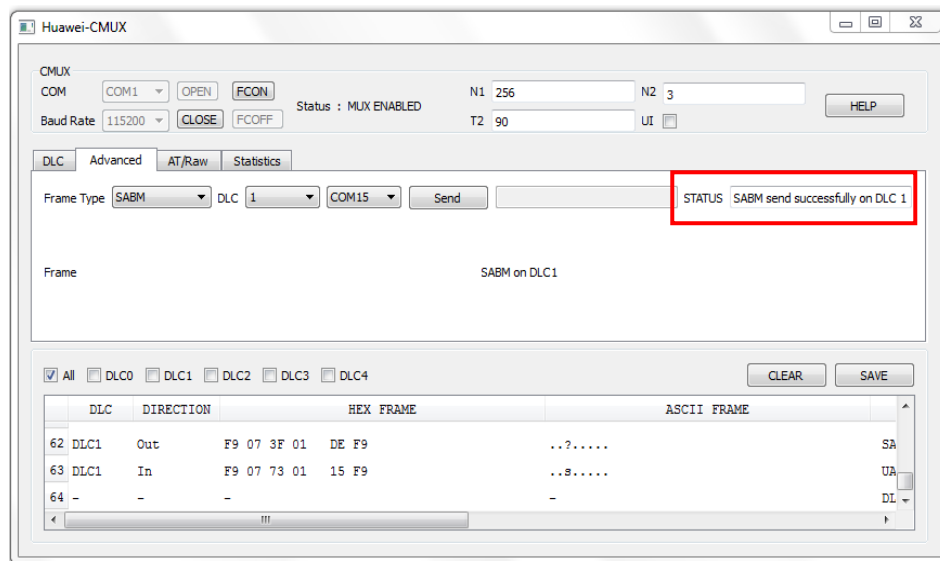 Huawei-CMUX
CMUX
COM COM1 OPEN FCON Status : MUX ENABLED N1 256 N2 3 HELP
Baud Rate 115200 CLOSE FCOFF T2 90 UI
DLC Advanced AT/Raw Statistics
Frame Type SABM DLC 1 COM15 Send STATUS SABM send successfully on DLC 1
Frame SABM on DLC1
All DLC0 DLC1 DLC2 DLC3 DLC4 CLEAR SAVE
DLC DIRECTION HEX FRAME ASCII FRAME
62 DLC1 Out F9 07 3F 01 DE F9 ..?..... SA
63 DLC1 In F9 07 73 01 15 F9 ..s..... UA
64 - - - - DL